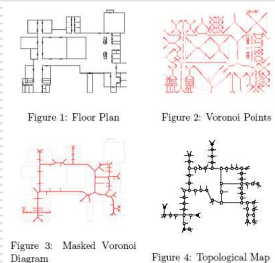 Figure 1: Floor Plan
Figure 2: Voronoi Points
Figure 3: Masked Voronoi
Diagram
Figure 4: Topological Map